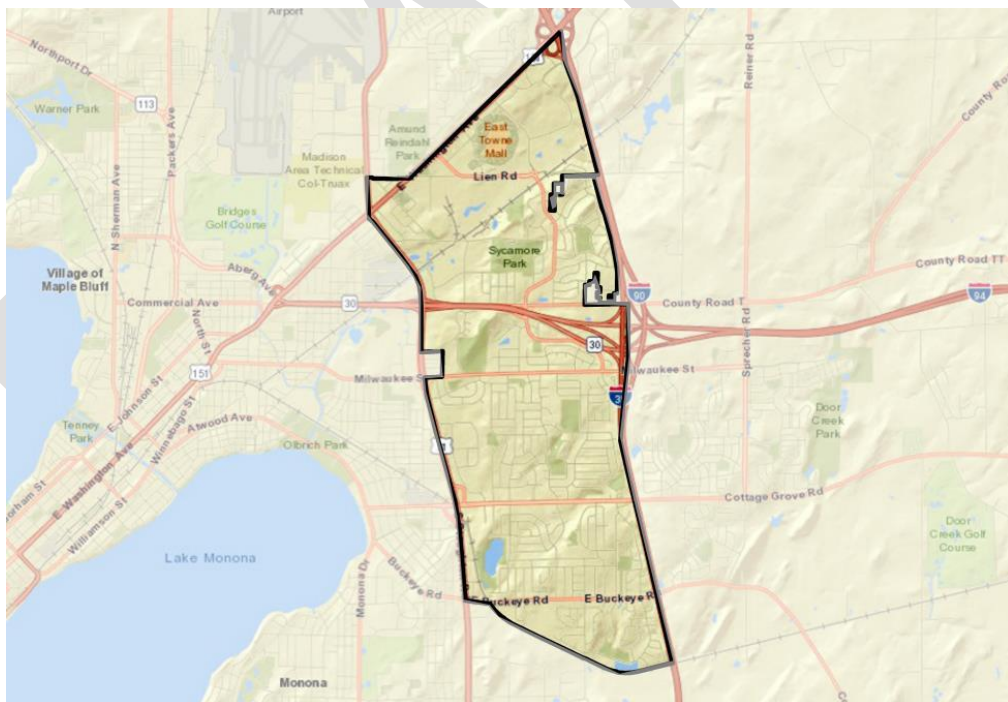 Airport
Northport Dr
113
Warner Park
Packers Ave
N Sherman Ave
Amund
Reindahl
Park
Madison
Area Technical
Col-Truax
East
Towne
Mall
Lien Rd
Reiner Rd
Bridges
Golf Course
Aberg Ave
Sycamore
Park
Village of
Maple Bluff
Commercial Ave
30
North St
90
County Road T
County Road TT
94
30
Sprecher Rd
151
Milwaukee St
Milwaukee St
E Johnson St
Winnebago St
Atwood Ave
Tenney
Park
Olbrich Park
Door
Creek
Park
E Washington Ave
Williamson St
Cottage Grove Rd
Lake Monona
Door
Creek Golf
Course
Monona Dr
Buckeye Rd
E Buckeye Rd
E Buckeye R
Monona